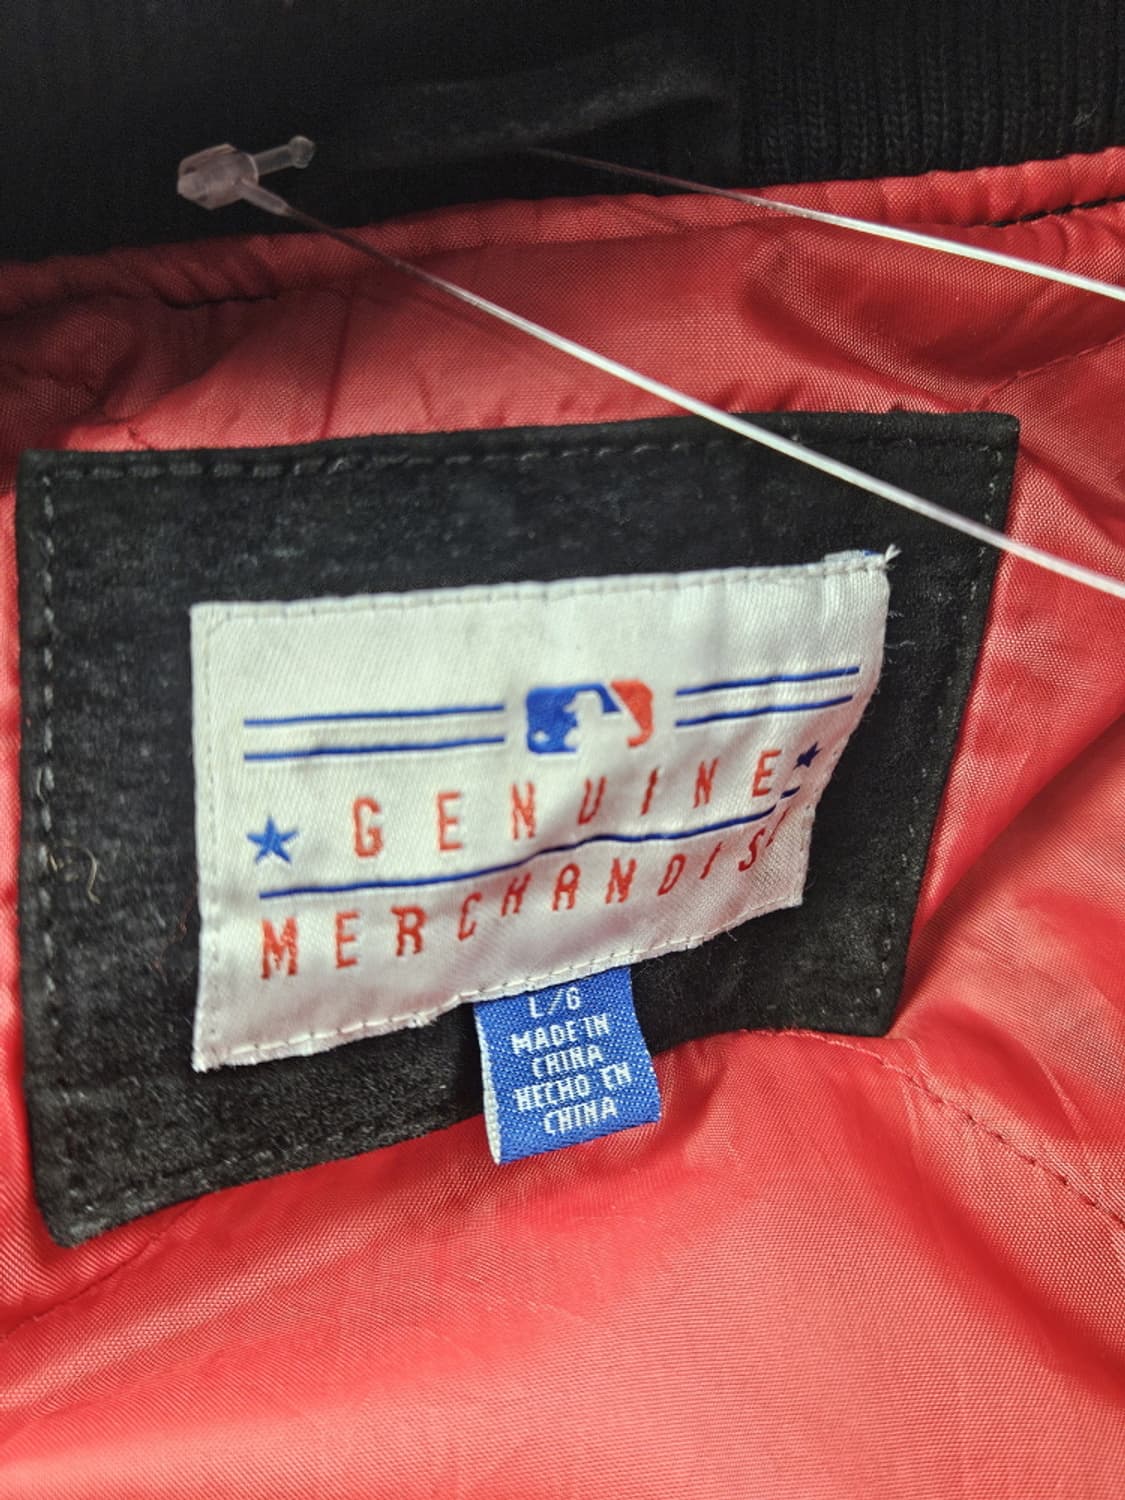 GENUINE
MERCHANDISE
L/G
MADE IN
CHINA
HECHO EN
CHINA